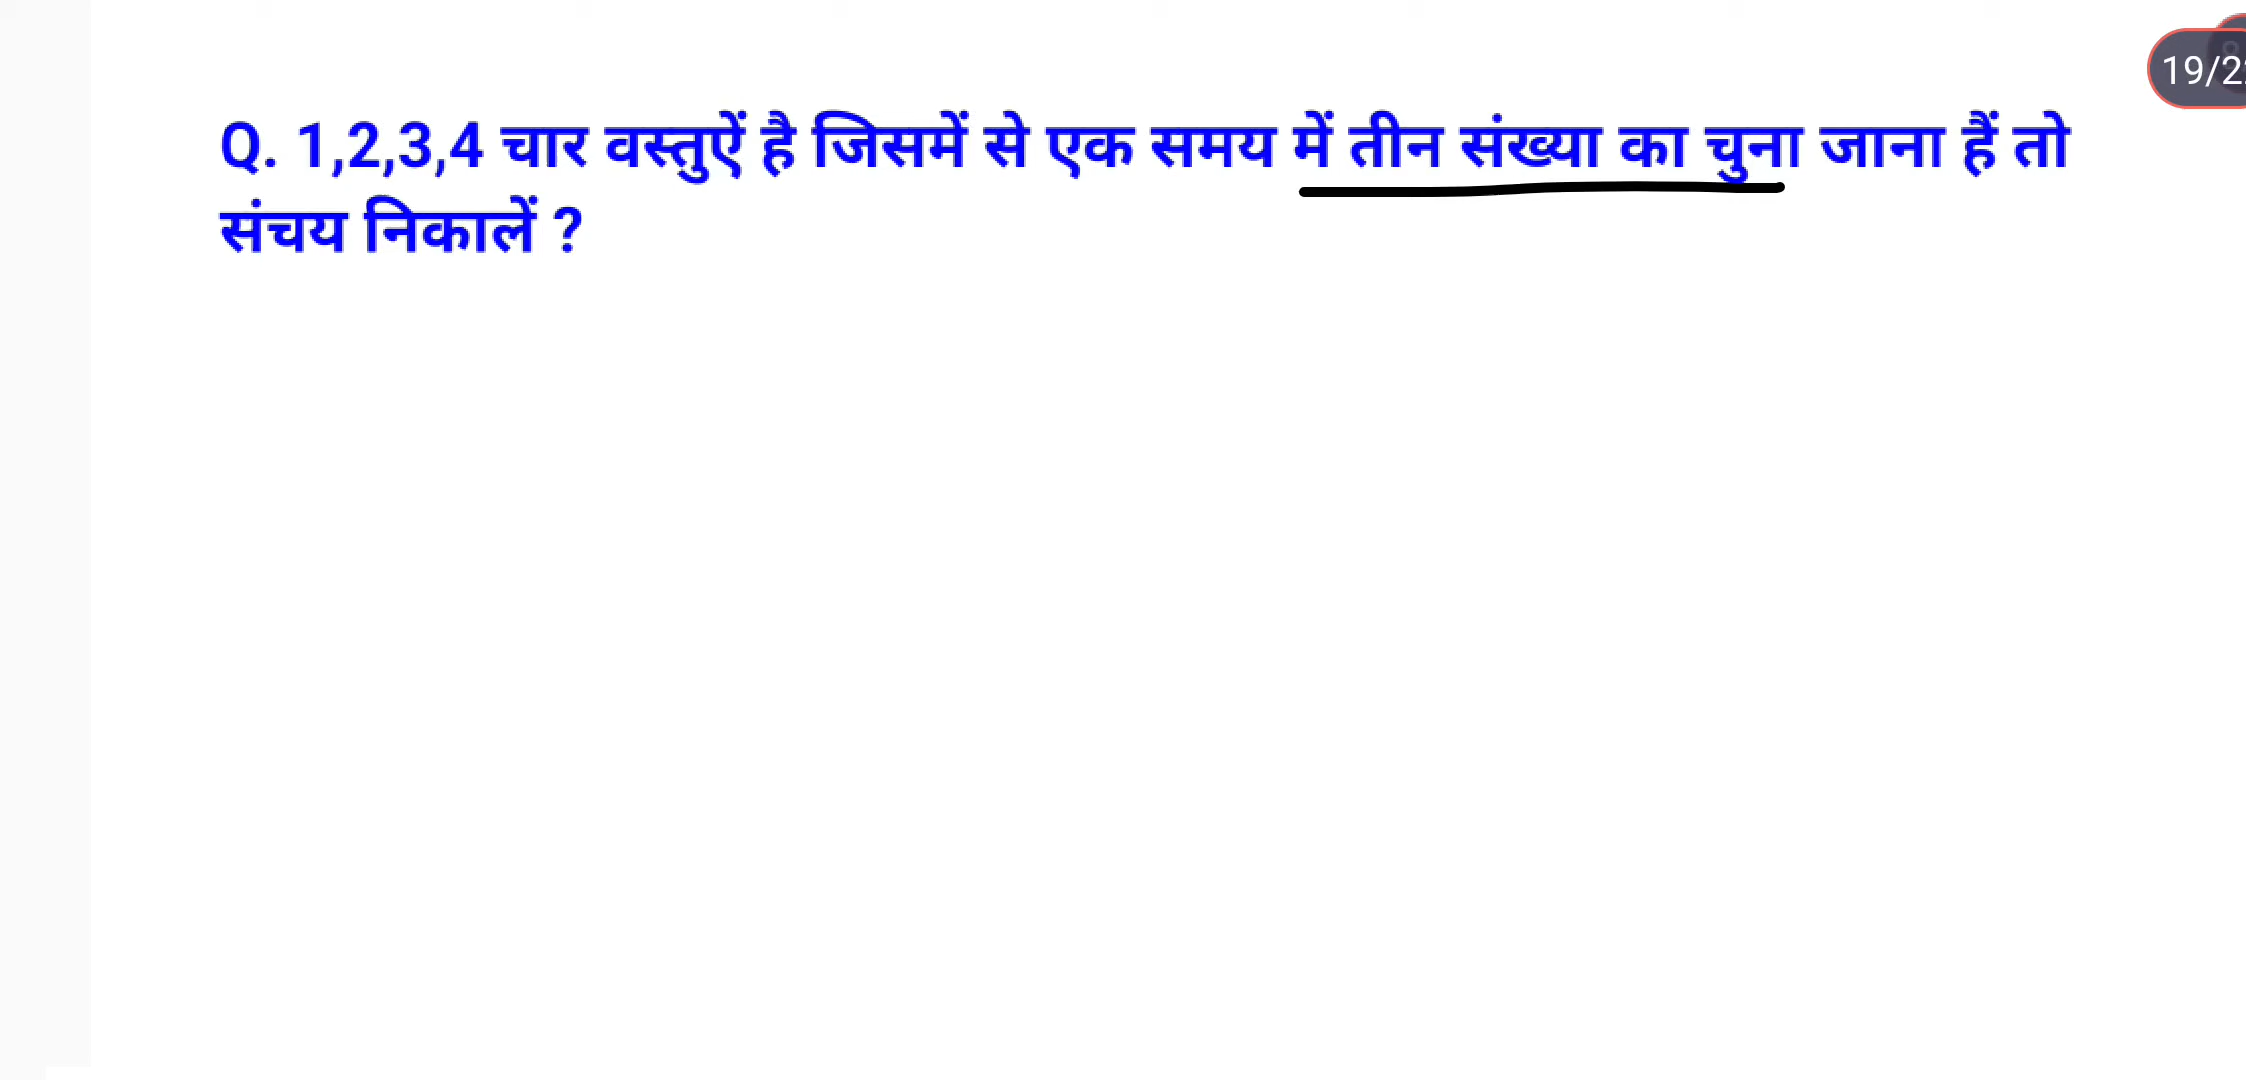 19/2
Q. 1,2,3,4 चार वस्तुऐं है जिसमें से एक समय में तीन संख्या का चुना जाना हैं तो
संचय निकालें ?